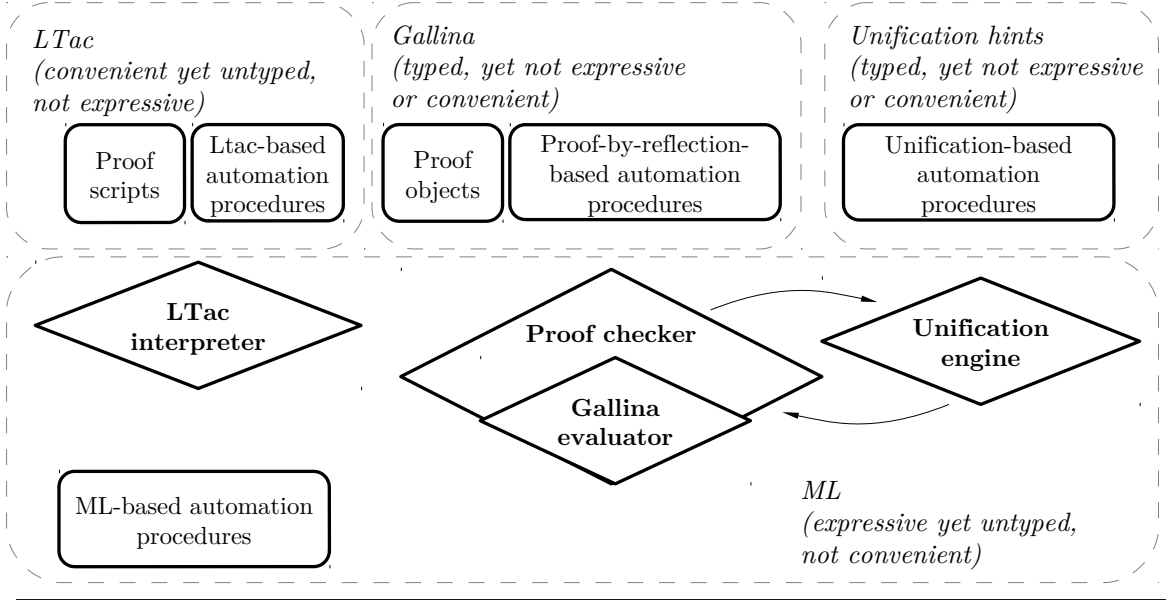 LTac
(convenient yet untyped,
not expressive)
Proof
scripts
Ltac-based
automation
procedures
Gallina
(typed, yet not expressive
or convenient)
Proof
objects
Proof-by-reflection-
based automation
procedures
Unification hints
(typed, yet not expressive
or convenient)
Unification-based
automation
procedures
LTac
interpreter
Proof checker
Gallina
evaluator
Unification
engine
ML-based automation
procedures
ML
(expressive yet untyped,
not convenient)